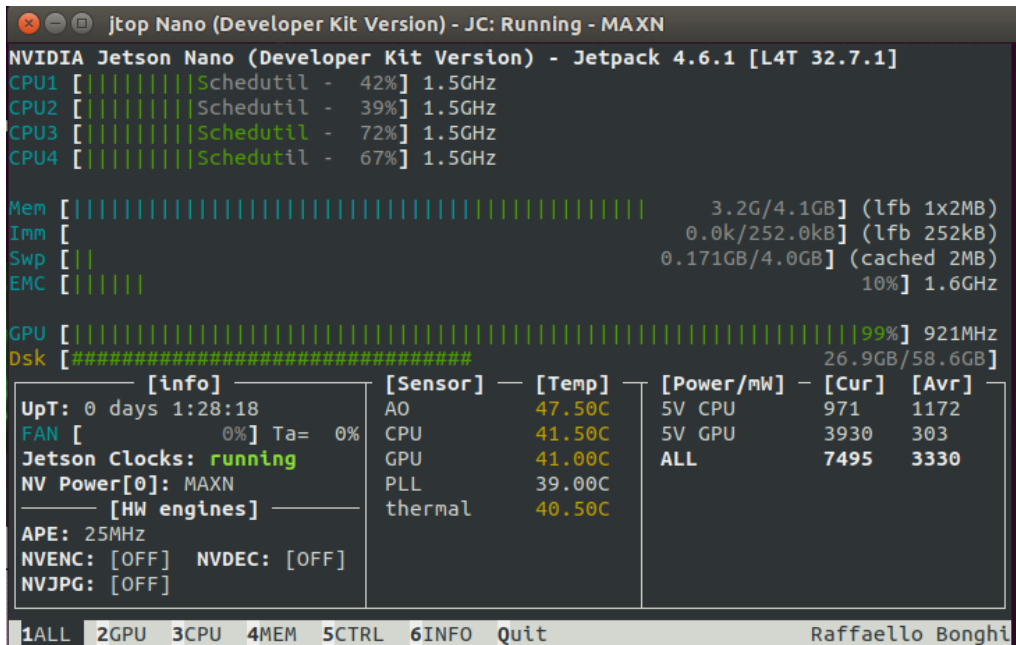 jtop Nano (Developer Kit Version) - JC: Running - MAXN
NVIDIA Jetson Nano (Developer Kit Version) - Jetpack 4.6.1 [L4T 32.7.1]
CPU1 [|||||||||Schedutil - 42%] 1.5GHz
CPU2 [|||||||||Schedutil - 39%] 1.5GHz
CPU3 [|||||||||Schedutil - 72%] 1.5GHz
CPU4 [|||||||||Schedutil - 67%] 1.5GHz
Mem [||||||||||||||||||||||||||||||||||||||||||||||| 3.2G/4.1GB] (lfb 1x2MB)
Imm [ 0.0k/252.0kB] (lfb 252kB)
Swp [|| 0.171GB/4.0GB] (cached 2MB)
EMC [|||||| 10%] 1.6GHz
GPU [||||||||||||||||||||||||||||||||||||||||||||||||||||||||||||||||99%] 921MHz
Dsk [################################ 26.9GB/58.6GB]
[info] [Sensor] [Temp] [Power/mW] [Cur] [Avr]
UpT: 0 days 1:28:18 AO 47.50C 5V CPU 971 1172
FAN [ 0%] Ta= 0% CPU 41.50C 5V GPU 3930 303
Jetson Clocks: running GPU 41.00C ALL 7495 3330
NV Power[0]: MAXN PLL 39.00C
[HW engines] thermal 40.50C
APE: 25MHz
NVENC: [OFF] NVDEC: [OFF]
NVJPG: [OFF]
1ALL 2GPU 3CPU 4MEM 5CTRL 6INFO Quit Raffaello Bonghi